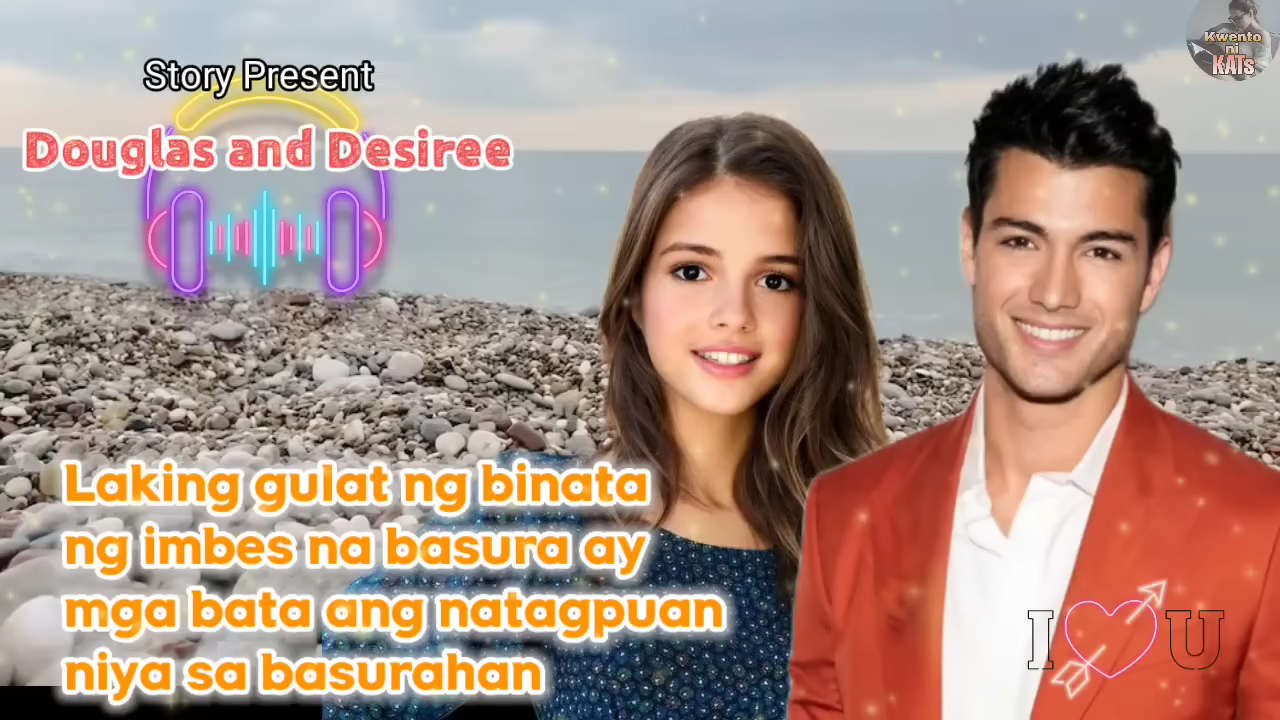 Kwento
ni
KATs
Story Present
Douglas and Desiree
Laking gulat ng binata
ng imbes na basura ay
mga bata ang natagpuan
niya sa basurahan
I U